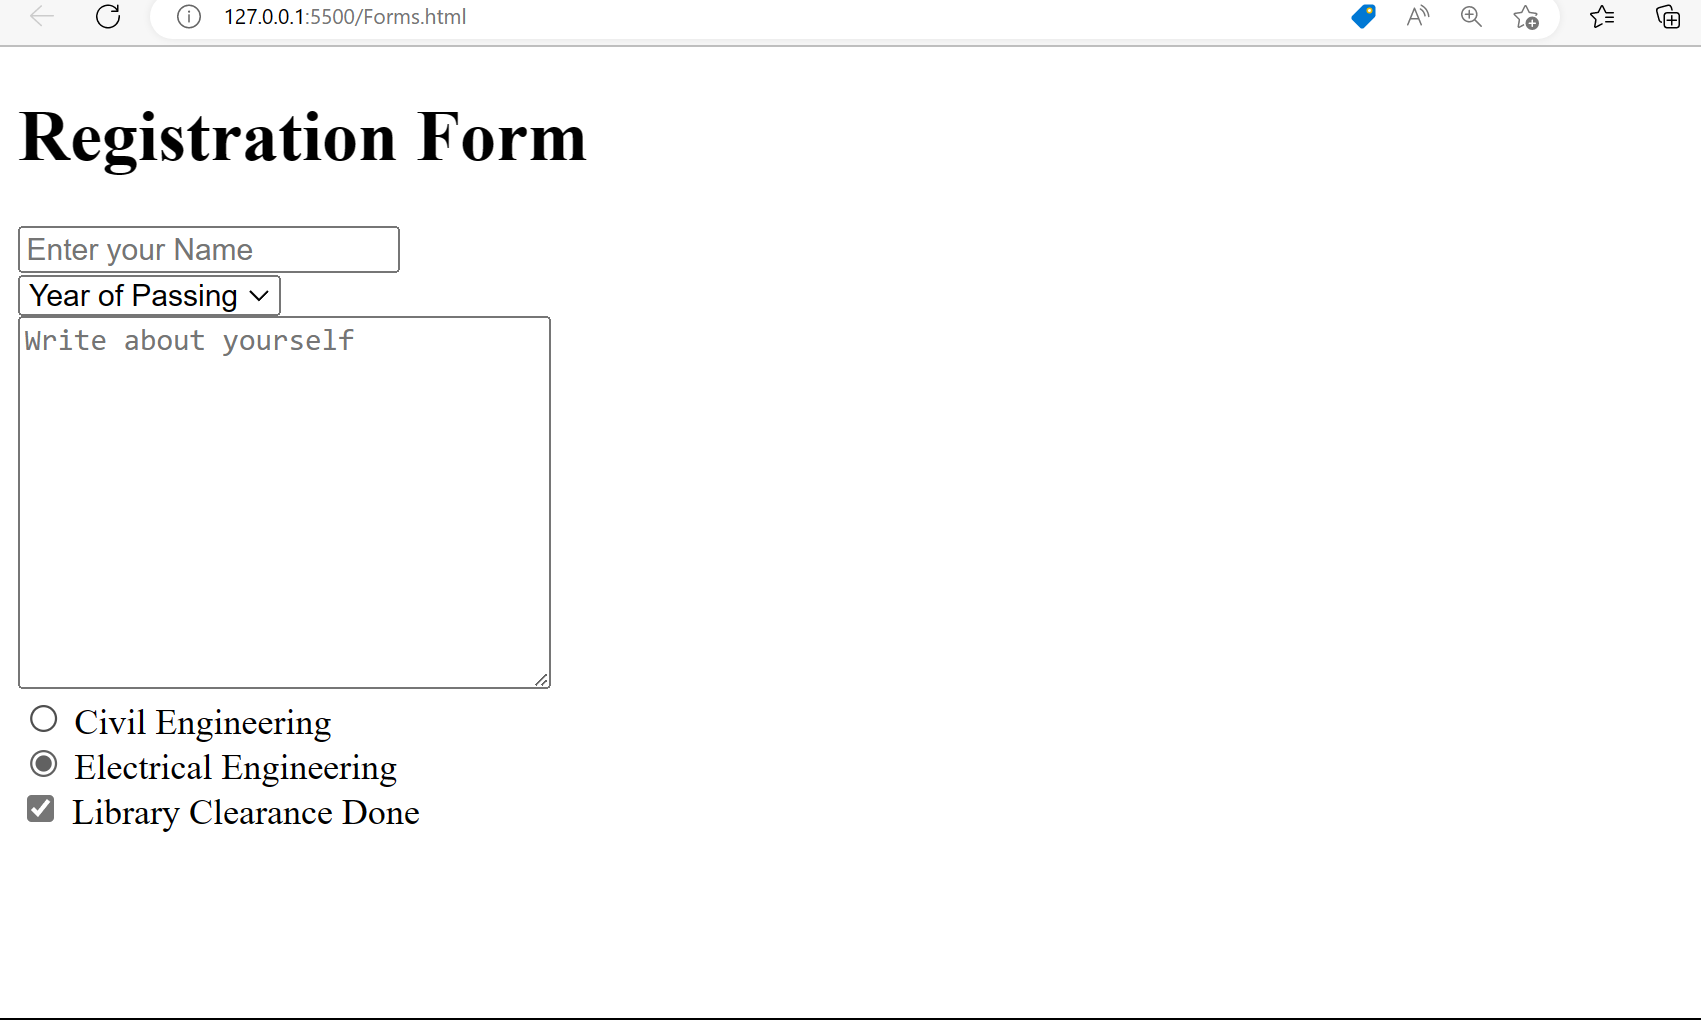 127.0.0.1:5500/Forms.html
Registration Form
Enter your Name
Year of Passing
Write about yourself
Civil Engineering
Electrical Engineering
Library Clearance Done